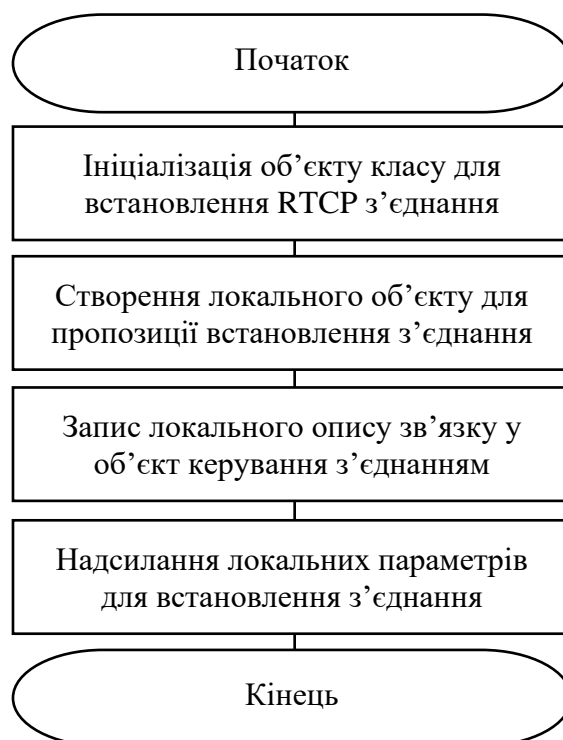 Початок
Ініціалізація об’єкту класу для
встановлення RTCP з’єднання
Створення локального об’єкту для
пропозиції встановлення з’єднання
Запис локального опису зв’язку у
об’єкт керування з’єднанням
Надсилання локальних параметрів
для встановлення з’єднання
Кінець